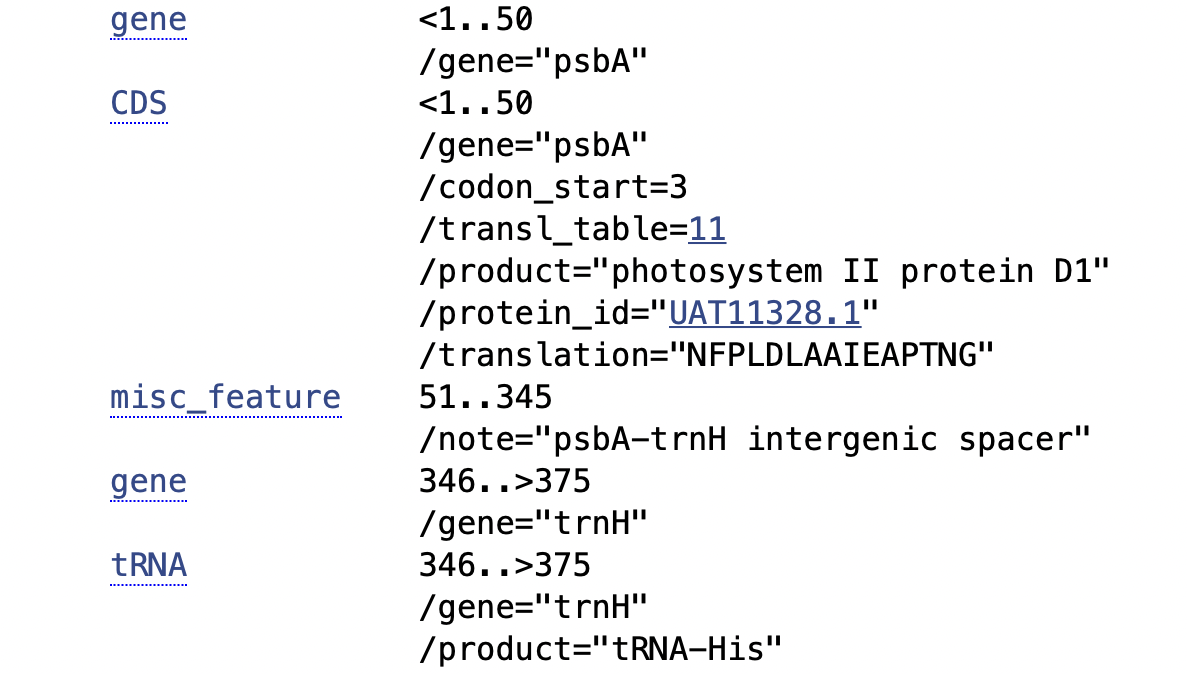 gene <1..50
/gene="psbA"
CDS <1..50
/gene="psbA"
/codon_start=3
/transl_table=11
/product="photosystem II protein D1"
/protein_id="UAT11328.1"
/translation="NFPLDLAAIEAPTNG"
misc_feature 51..345
/note="psbA-trnH intergenic spacer"
gene 346..>375
/gene="trnH"
tRNA 346..>375
/gene="trnH"
/product="tRNA-His"